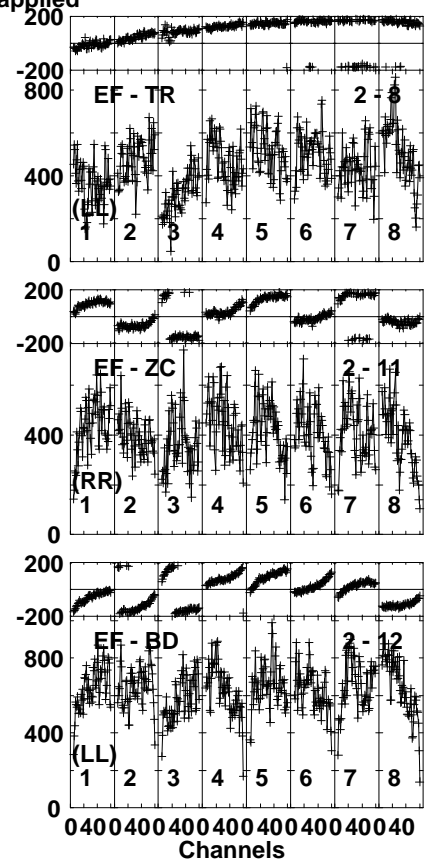 applied
200
-200
800
EF - TR 2 - 8
400
(LL)
1 2 3 4 5 6 7 8
0
200
-200
EF - ZC 2 - 11
400
(RR)
1 2 3 4 5 6 7 8
0
200
-200
EF - BD 2 - 12
800
400
(LL)
1 2 3 4 5 6 7 8
0
0 40 0 40 0 40 0 40 0 40 0 40 0 40 0 40
Channels